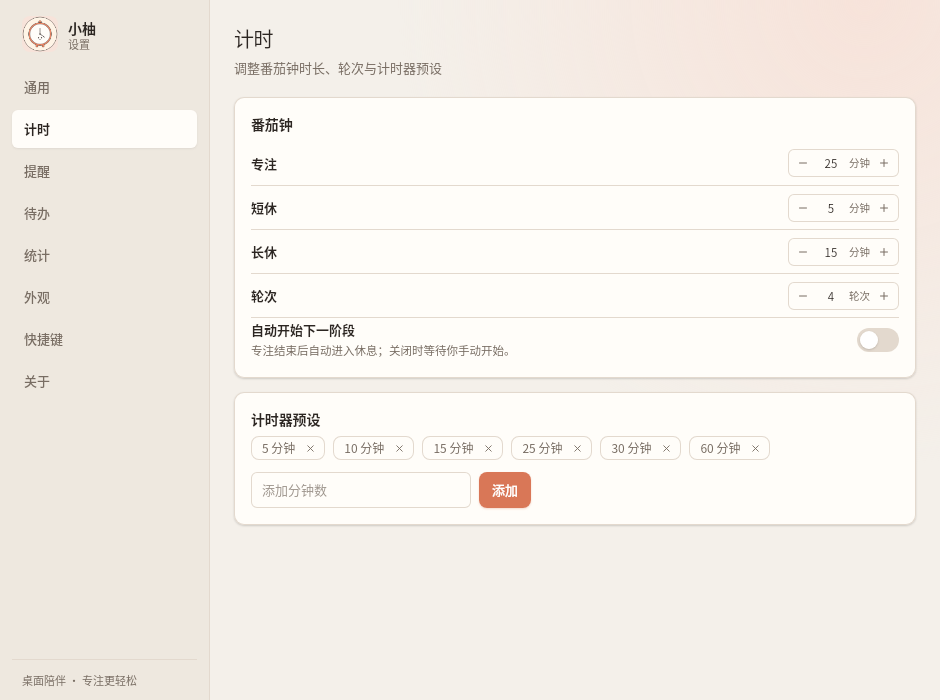 小柚
设置
通用
计时
提醒
待办
统计
外观
快捷键
关于
桌面陪伴 · 专注更轻松
计时
调整番茄钟时长、轮次与计时器预设
番茄钟
专注
− 25 分钟 +
短休
− 5 分钟 +
长休
− 15 分钟 +
轮次
− 4 轮次 +
自动开始下一阶段
专注结束后自动进入休息；关闭时等待你手动开始。
计时器预设
5 分钟 × 10 分钟 × 15 分钟 × 25 分钟 × 30 分钟 × 60 分钟 ×
添加分钟数 添加